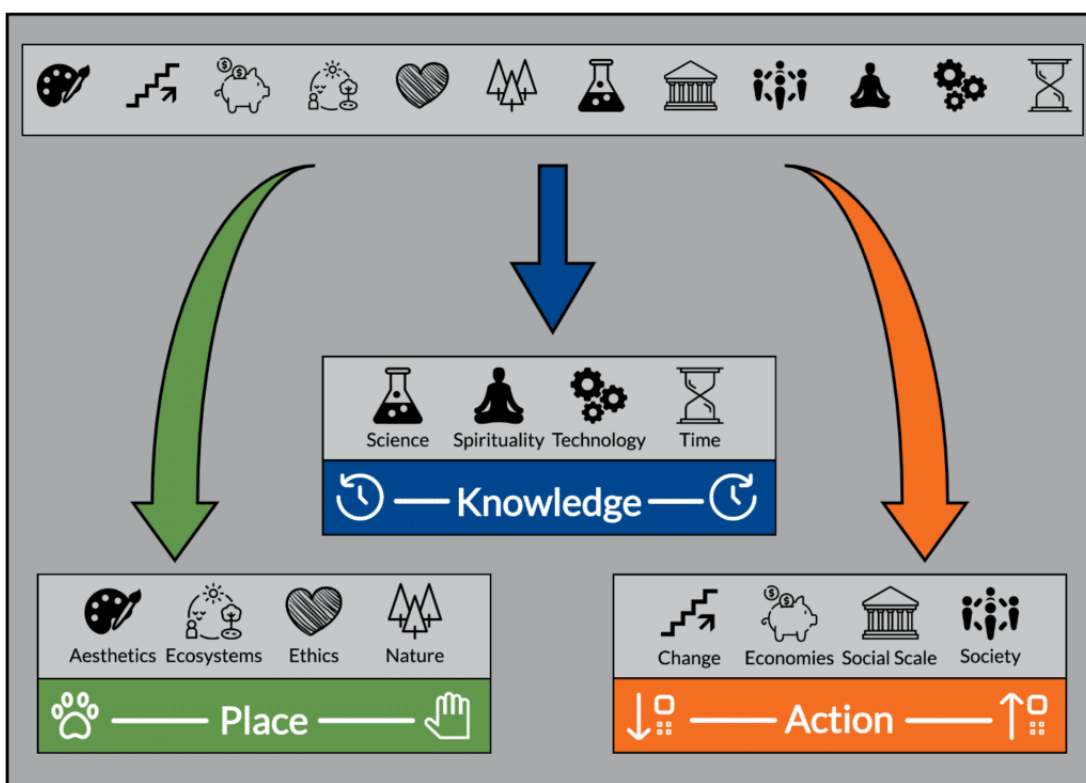 Science Spirituality Technology Time
Knowledge
Aesthetics Ecosystems Ethics Nature
Place
Change Economies Social Scale Society
Action